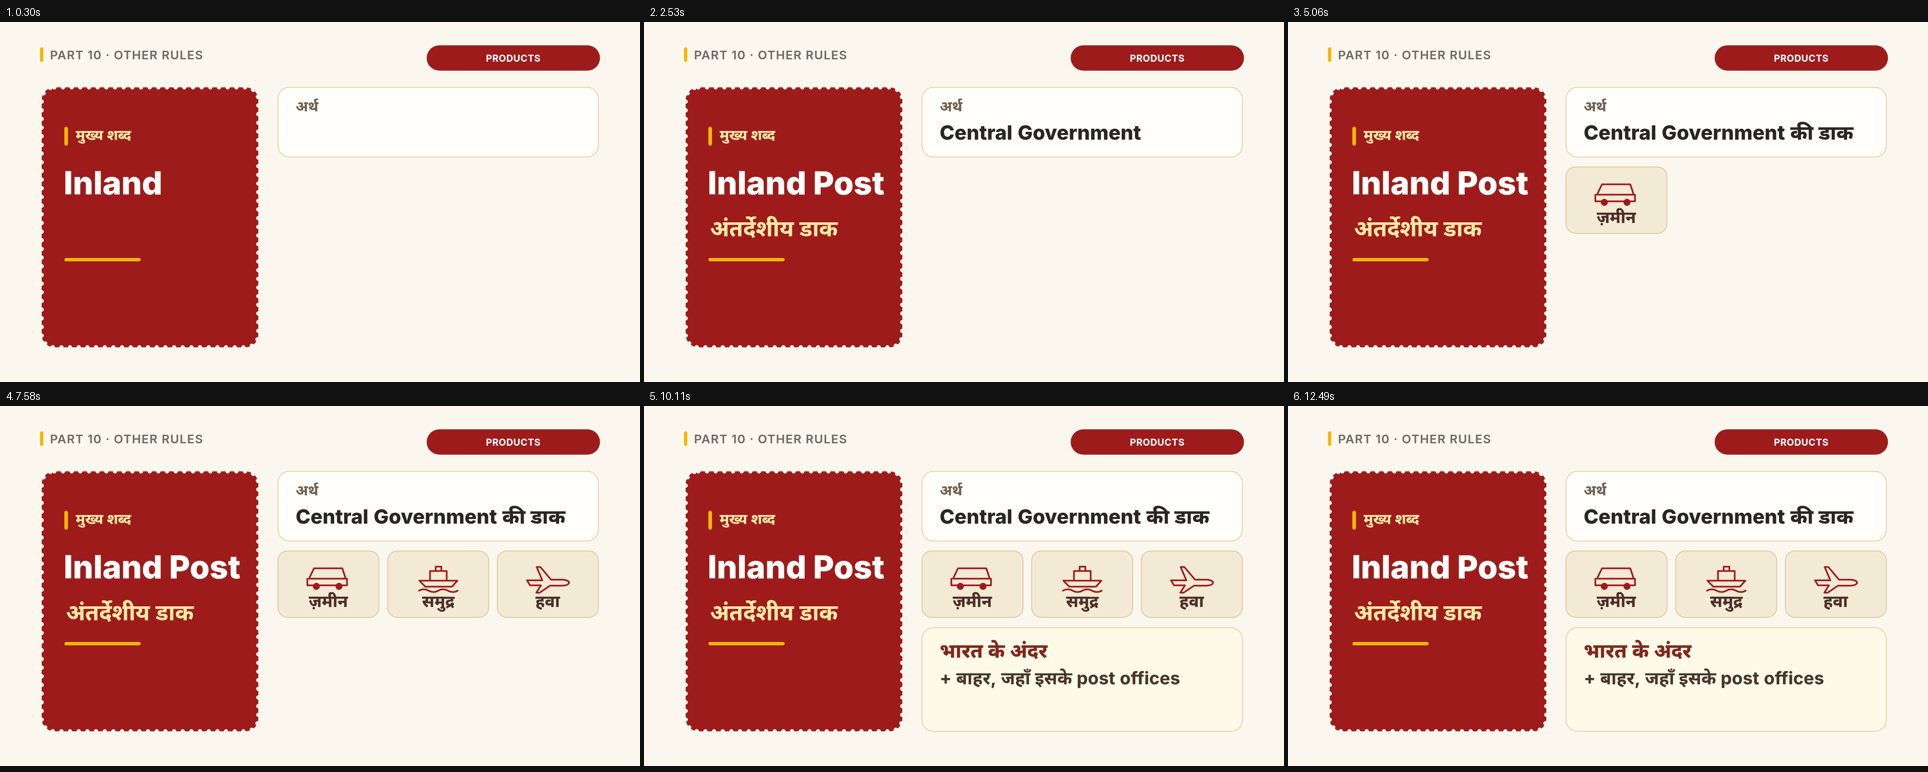 1. 0.30s
PART 10 · OTHER RULES
PRODUCTS
मुख्य शब्द
Inland
अर्थ
2. 2.53s
PART 10 · OTHER RULES
PRODUCTS
मुख्य शब्द
Inland Post
अंतर्देशीय डाक
अर्थ
Central Government
3. 5.06s
PART 10 · OTHER RULES
PRODUCTS
मुख्य शब्द
Inland Post
अंतर्देशीय डाक
अर्थ
Central Government की डाक
ज़मीन
4. 7.58s
PART 10 · OTHER RULES
PRODUCTS
मुख्य शब्द
Inland Post
अंतर्देशीय डाक
अर्थ
Central Government की डाक
ज़मीन
समुद्र
हवा
5. 10.11s
PART 10 · OTHER RULES
PRODUCTS
मुख्य शब्द
Inland Post
अंतर्देशीय डाक
अर्थ
Central Government की डाक
ज़मीन
समुद्र
हवा
भारत के अंदर
+ बाहर, जहाँ इसके post offices
6. 12.49s
PART 10 · OTHER RULES
PRODUCTS
मुख्य शब्द
Inland Post
अंतर्देशीय डाक
अर्थ
Central Government की डाक
ज़मीन
समुद्र
हवा
भारत के अंदर
+ बाहर, जहाँ इसके post offices